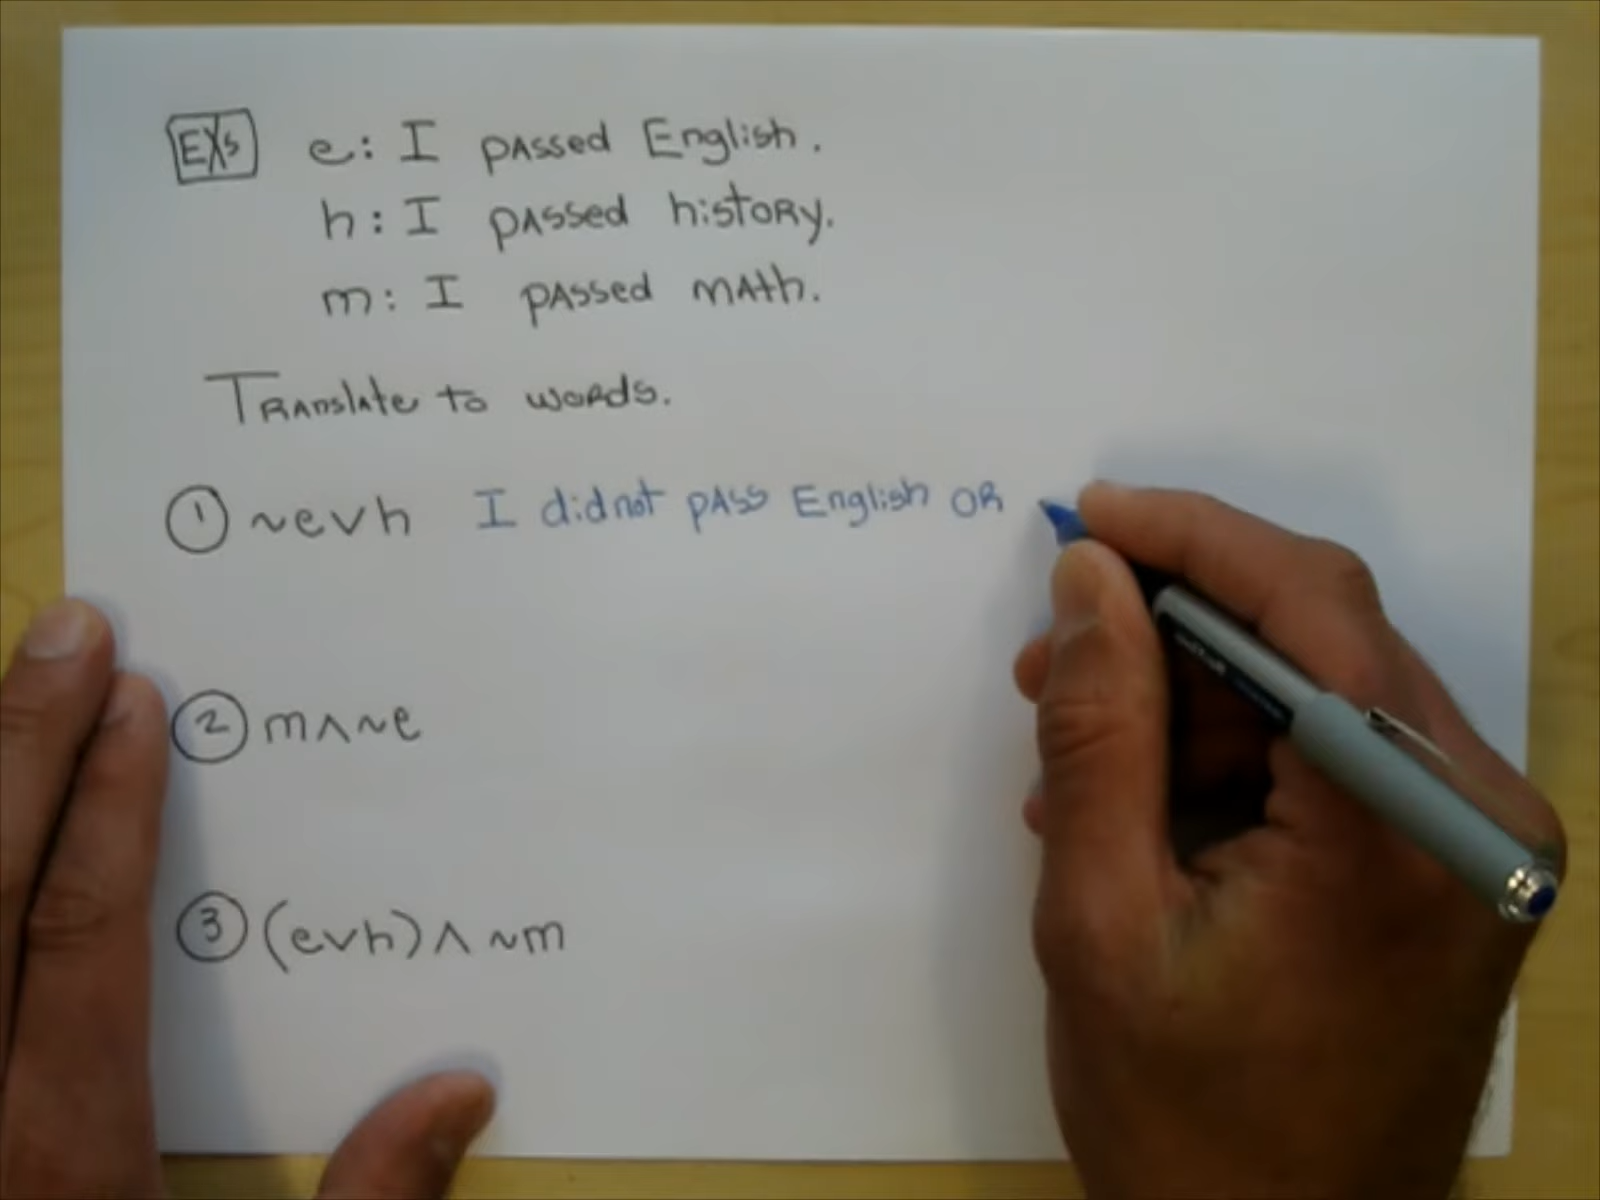 EXs e: I passed English.
h: I passed history.
m: I passed math.
Translate to words.
1 ~e∨h I did not pass English OR
2 m∧~e
3 (e∨h)∧~m